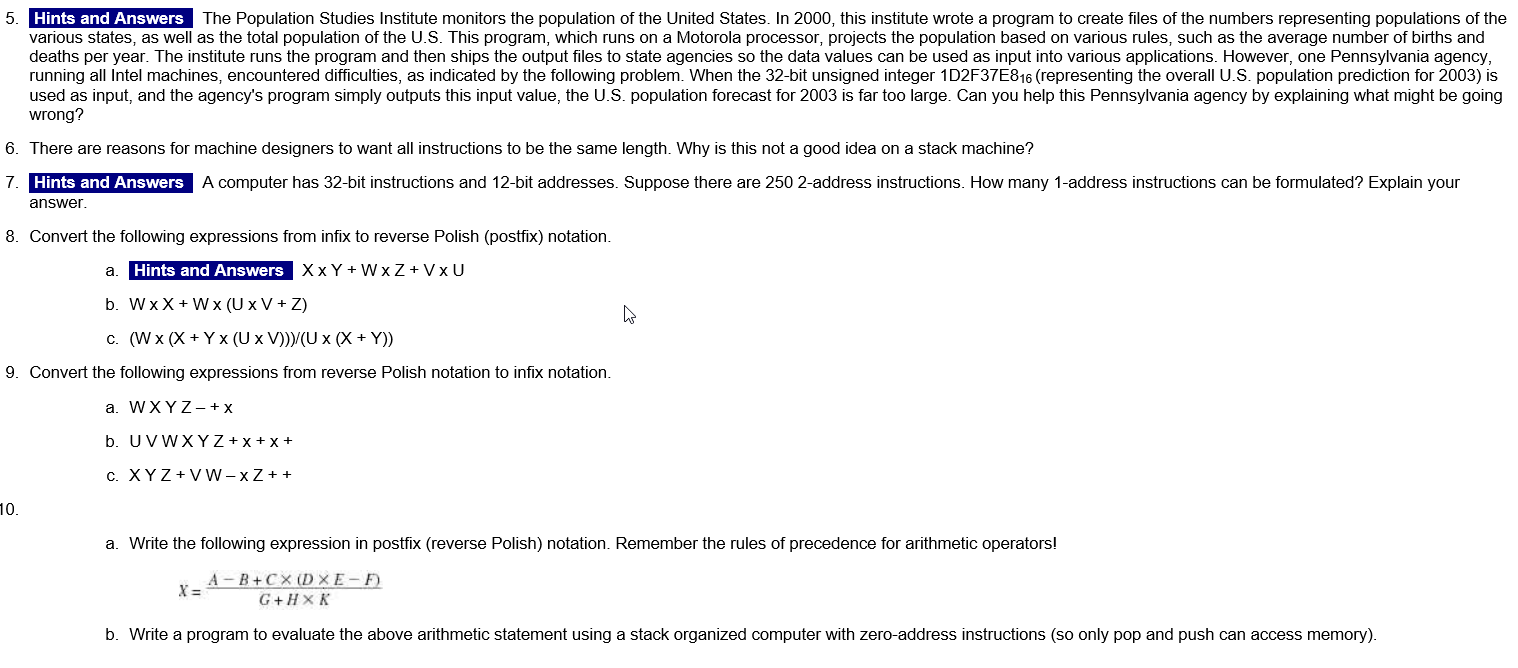 5. Hints and Answers The Population Studies Institute monitors the population of the United States. In 2000, this institute wrote a program to create files of the numbers representing populations of the
various states, as well as the total population of the U.S. This program, which runs on a Motorola processor, projects the population based on various rules, such as the average number of births and
deaths per year. The institute runs the program and then ships the output files to state agencies so the data values can be used as input into various applications. However, one Pennsylvania agency,
running all Intel machines, encountered difficulties, as indicated by the following problem. When the 32-bit unsigned integer 1D2F37E8₁₆ (representing the overall U.S. population prediction for 2003) is
used as input, and the agency's program simply outputs this input value, the U.S. population forecast for 2003 is far too large. Can you help this Pennsylvania agency by explaining what might be going
wrong?
6. There are reasons for machine designers to want all instructions to be the same length. Why is this not a good idea on a stack machine?
7. Hints and Answers A computer has 32-bit instructions and 12-bit addresses. Suppose there are 250 2-address instructions. How many 1-address instructions can be formulated? Explain your
answer.
8. Convert the following expressions from infix to reverse Polish (postfix) notation.
a. Hints and Answers X x Y + W x Z + V x U
b. W x X + W x (U x V + Z)
c. (W x (X + Y x (U x V)))/(U x (X + Y))
9. Convert the following expressions from reverse Polish notation to infix notation.
a. W X Y Z – + x
b. U V W X Y Z + x + x +
c. X Y Z + V W – x Z + +
10.
a. Write the following expression in postfix (reverse Polish) notation. Remember the rules of precedence for arithmetic operators!
A − B + C × (D × E − F)
X =
G + H × K
b. Write a program to evaluate the above arithmetic statement using a stack organized computer with zero-address instructions (so only pop and push can access memory).